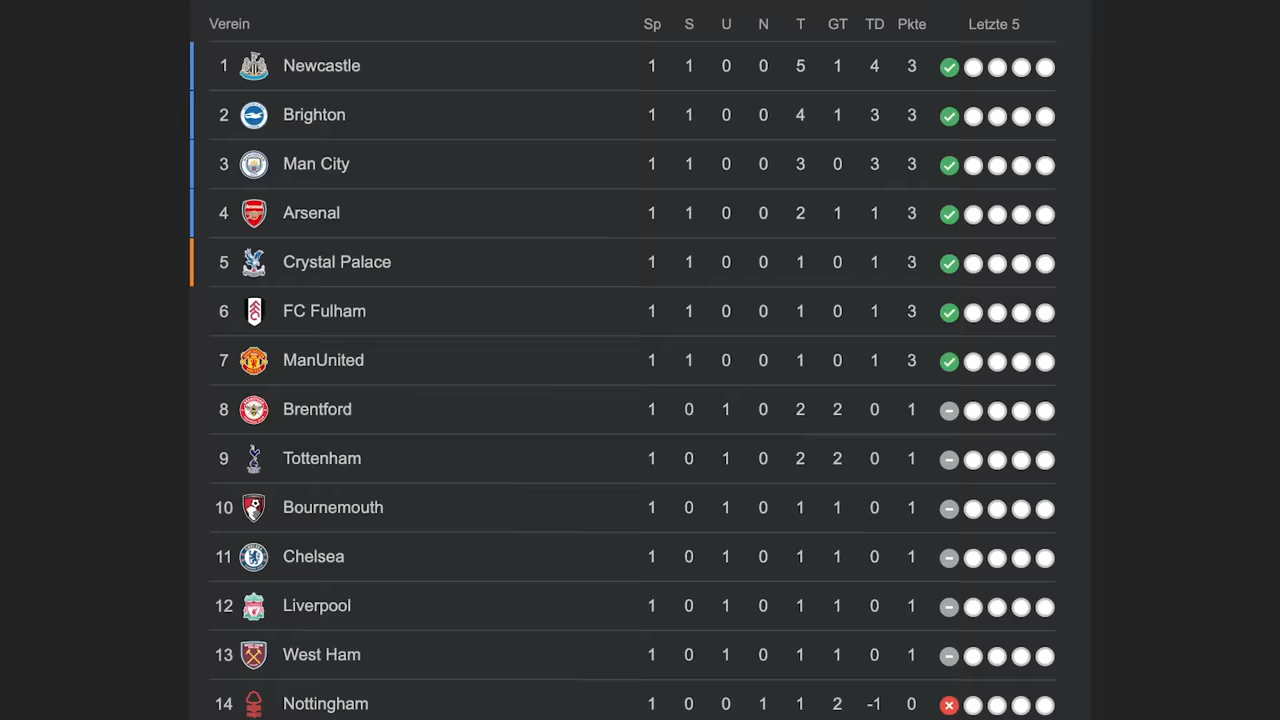 Verein Sp S U N T GT TD Pkte Letzte 5
1 Newcastle 1 1 0 0 5 1 4 3
2 Brighton 1 1 0 0 4 1 3 3
3 Man City 1 1 0 0 3 0 3 3
4 Arsenal 1 1 0 0 2 1 1 3
5 Crystal Palace 1 1 0 0 1 0 1 3
6 FC Fulham 1 1 0 0 1 0 1 3
7 ManUnited 1 1 0 0 1 0 1 3
8 Brentford 1 0 1 0 2 2 0 1
9 Tottenham 1 0 1 0 2 2 0 1
10 Bournemouth 1 0 1 0 1 1 0 1
11 Chelsea 1 0 1 0 1 1 0 1
12 Liverpool 1 0 1 0 1 1 0 1
13 West Ham 1 0 1 0 1 1 0 1
14 Nottingham 1 0 0 1 1 2 -1 0